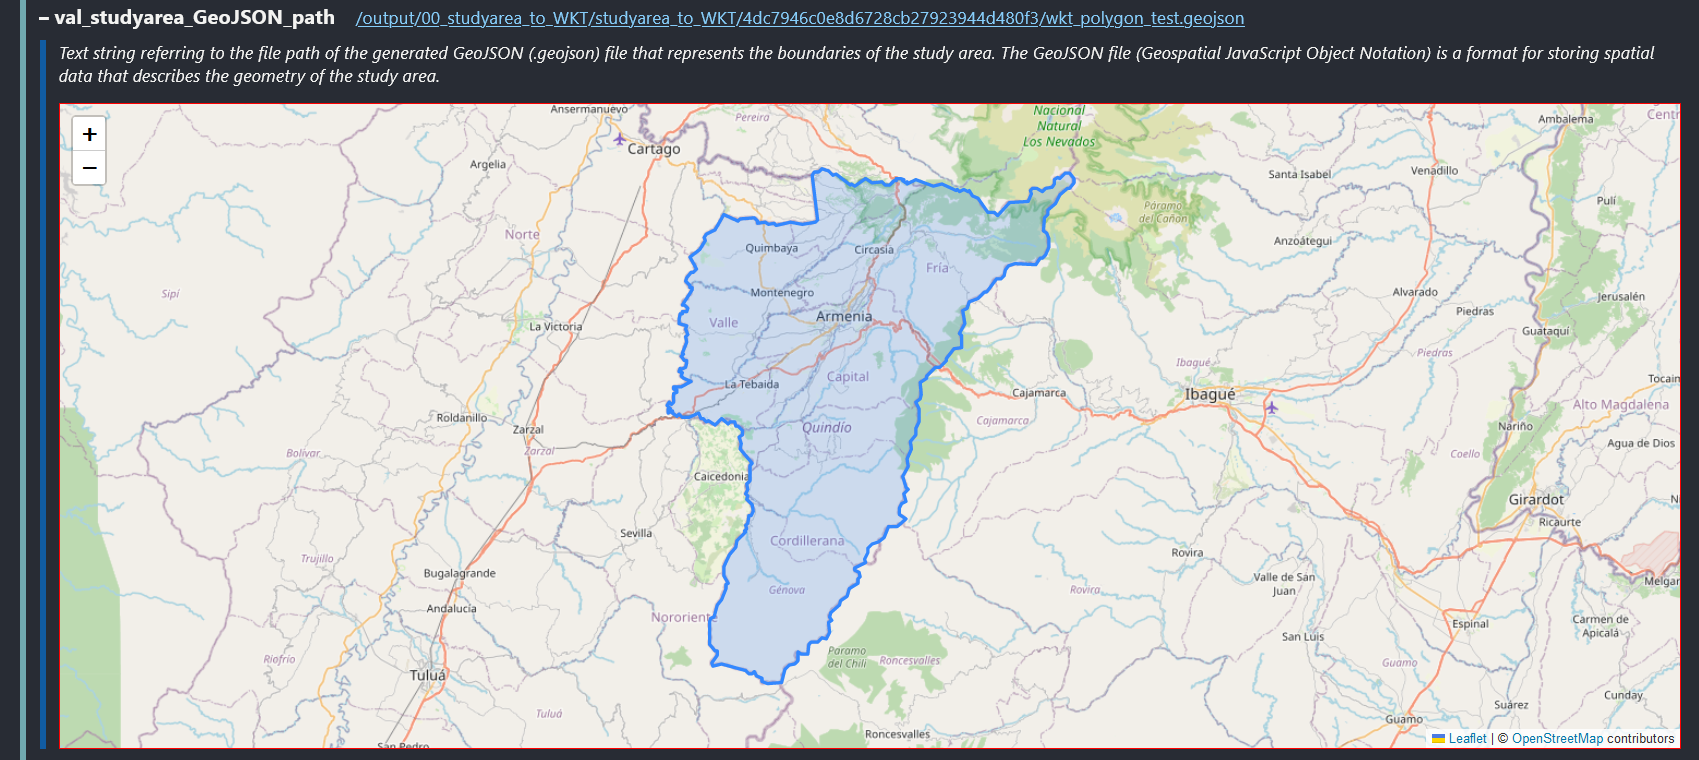 – val_studyarea_GeoJSON_path /output/00_studyarea_to_WKT/studyarea_to_WKT/4dc7946c0e8d6728cb27923944d480f3/wkt_polygon_test.geojson
Text string referring to the file path of the generated GeoJSON (.geojson) file that represents the boundaries of the study area. The GeoJSON file (Geospatial JavaScript Object Notation) is a format for storing spatial
data that describes the geometry of the study area.
+
−
Ansermanuevo
Pereira
Nacional
Natural
Los Nevados
Ambalema
Centr
Cartago
Argelia
Santa Isabel
Venadillo
Pulí
Páramo
del Cañon
Norte
Quimbaya
Circasia
Anzoátegui
Fría
Sipí
Montenegro
Alvarado
Jerusalén
Armenia
Piedras
Valle
La Victoria
Guataquí
Piedras
Ibagué
Capital
La Tebaida
Tocain
Cajamarca
Ibagué
Alto Magdalena
Roldanillo
Cajamarca
Zarzal
Quindío
Nariño
Agua de Dios
Bolívar
Zarzal
Coello
Caicedonia
Girardot
N
Ricaurte
Sevilla
Cordillerana
Rovira
Trujillo
Bugalagrande
Valle de San
Juan
Melgar
Génova
Rovira
Andalucía
Nororiente
Espinal
Carmen de
Apicalá
San Luis
Riofrío
Paramo
del Chili
Roncesvalles
Guamo
Tuluá
Cunday
Suárez
Tuluá
Guamo
Roncesvalles
San Pedro
Leaflet | © OpenStreetMap contributors